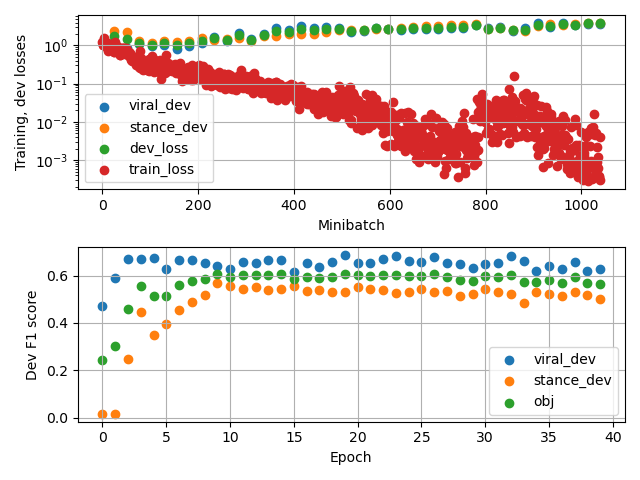 Training, dev losses
10⁰
10⁻¹
10⁻²
10⁻³
viral_dev
stance_dev
dev_loss
train_loss
0 200 400 600 800 1000
Minibatch
Dev F1 score
0.6
0.4
0.2
0.0
viral_dev
stance_dev
obj
0 5 10 15 20 25 30 35 40
Epoch